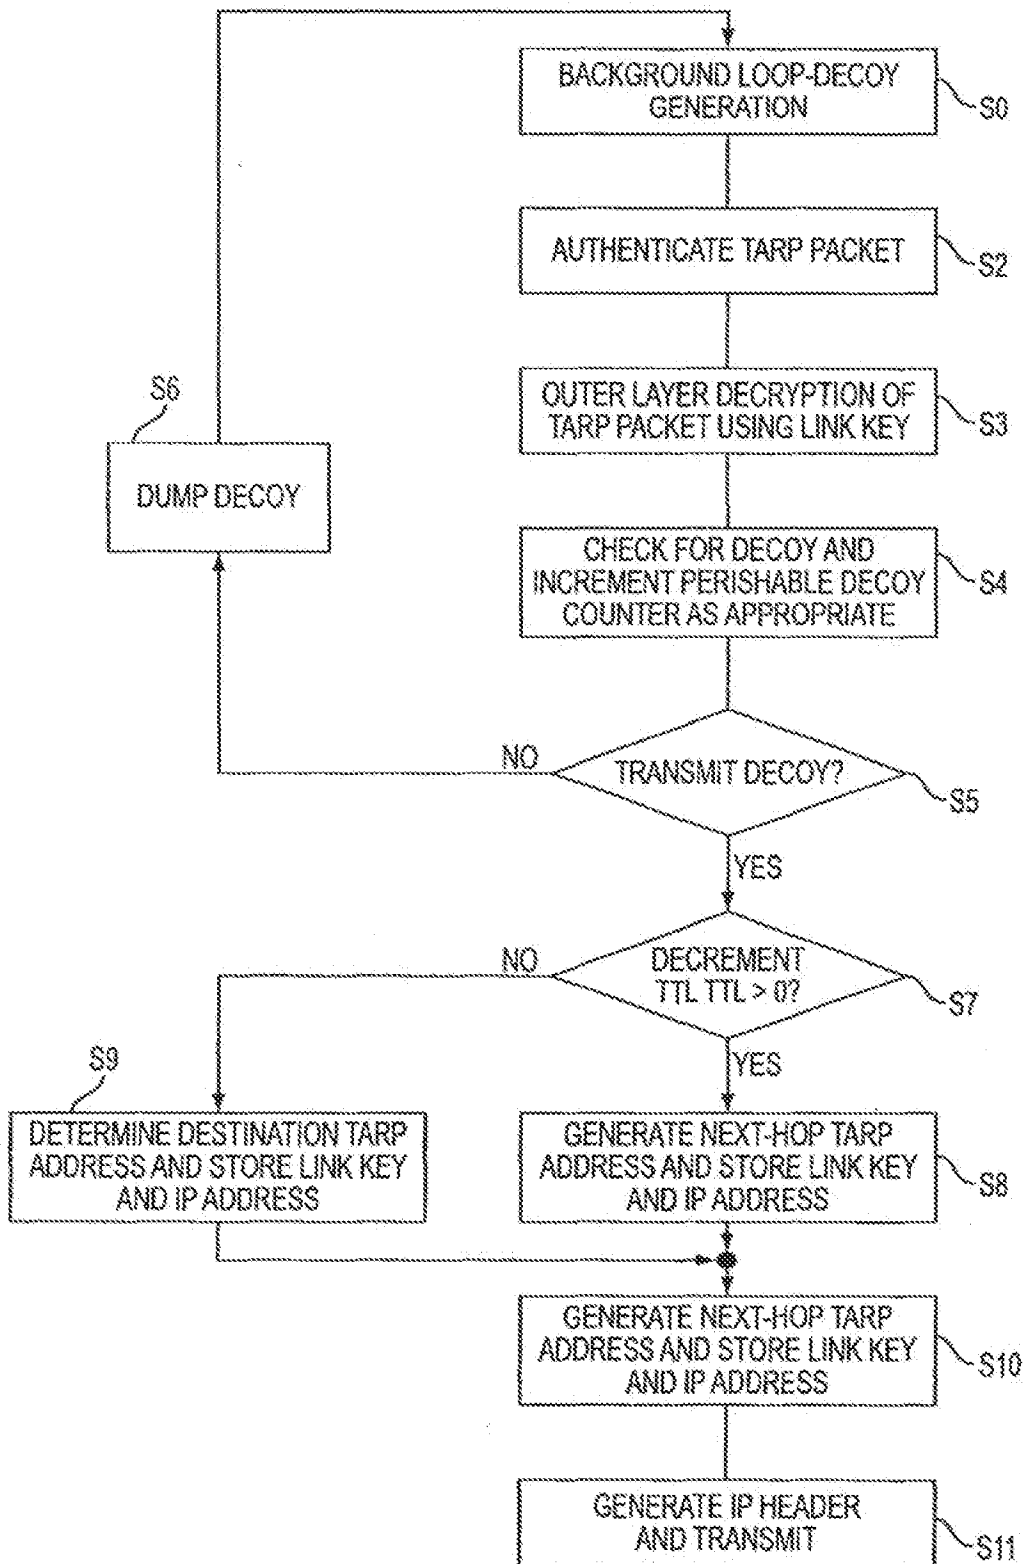 BACKGROUND LOOP-DECOY
GENERATION
S0
AUTHENTICATE TARP PACKET
S2
OUTER LAYER DECRYPTION OF
TARP PACKET USING LINK KEY
S3
S6
DUMP DECOY
CHECK FOR DECOY AND
INCREMENT PERISHABLE DECOY
COUNTER AS APPROPRIATE
S4
NO
TRANSMIT DECOY?
S5
YES
NO
DECREMENT
TTL TTL > 0?
S7
YES
S9
DETERMINE DESTINATION TARP
ADDRESS AND STORE LINK KEY
AND IP ADDRESS
GENERATE NEXT-HOP TARP
ADDRESS AND STORE LINK KEY
AND IP ADDRESS
S8
GENERATE NEXT-HOP TARP
ADDRESS AND STORE LINK KEY
AND IP ADDRESS
S10
GENERATE IP HEADER
AND TRANSMIT
S11